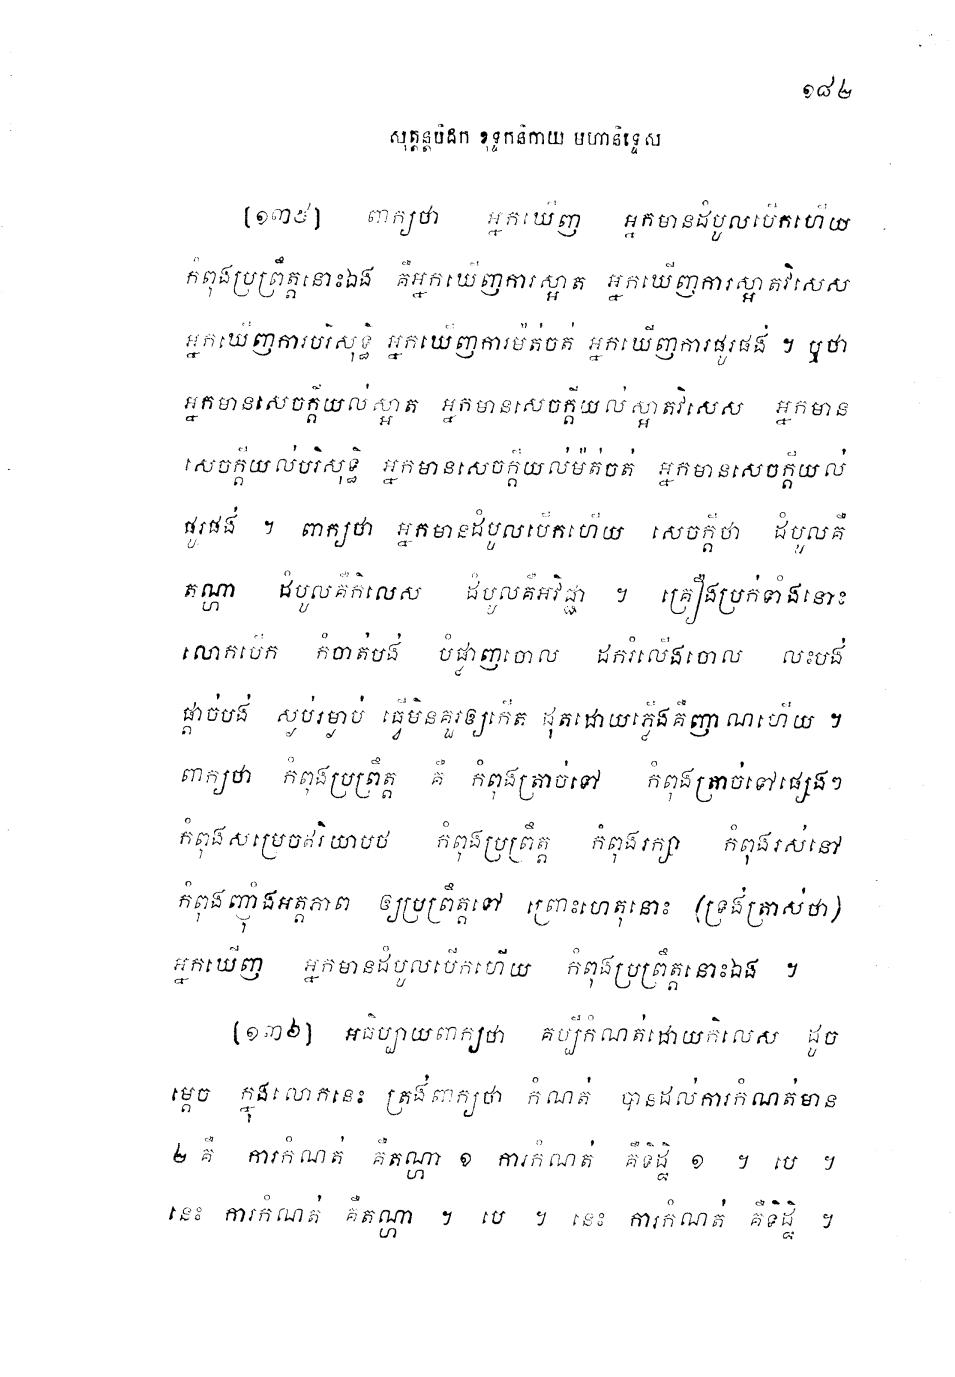 ១៨២
សុត្តន្តបិដក ខុទ្ទកនិកាយ មហានិទ្ទេស
(១៣៥) ពាក្យថា អ្នកឃើញ អ្នកមានដំបូលបើកហើយ
កំពុងប្រព្រឹត្តនោះឯង គឺអ្នកឃើញការស្អាត អ្នកឃើញការស្អាតវិសេស
អ្នកឃើញការបរិសុទ្ធិ អ្នកឃើញការម៉ត់ចត់ អ្នកឃើញការផូរផង់ ។ ឬថា
អ្នកមានសេចក្តីយល់ស្អាត អ្នកមានសេចក្តីយល់ស្អាតវិសេស អ្នកមាន
សេចក្តីយល់បរិសុទ្ធិ អ្នកមានសេចក្តីយល់ម៉ត់ចត់ អ្នកមានសេចក្តីយល់
ផូរផង់ ។ ពាក្យថា អ្នកមានដំបូលបើកហើយ សេចក្តីថា ដំបូលគឺ
តណ្ហា ដំបូលគឺកិលេស ដំបូលគឺអវិជ្ជា ។ គ្រឿងប្រក់ទាំងនោះ
លោកបើក កំចាត់បង់ បំផ្លាញចោល ដករំលើងចោល លះបង់
ផ្តាច់បង់ ស្ងប់រម្ងាប់ ធ្វើមិនគួរឲ្យកើត ដុតដោយភ្លើងគឺញាណហើយ ។
ពាក្យថា កំពុងប្រព្រឹត្ត គឺ កំពុងត្រាច់ទៅ កំពុងត្រាច់ទៅផ្សេងៗ
កំពុងសម្រេចឥរិយាបថ កំពុងប្រព្រឹត្ត កំពុងរក្សា កំពុងរស់នៅ
កំពុងញ៉ាំងអត្តភាព ឲ្យប្រព្រឹត្តទៅ ព្រោះហេតុនោះ (ទ្រង់ត្រាស់ថា)
អ្នកឃើញ អ្នកមានដំបូលបើកហើយ កំពុងប្រព្រឹត្តនោះឯង ។
(១៣៦) អធិប្បាយពាក្យថា គប្បីកំណត់ដោយកិលេស ដូច
ម្តេច ក្នុងលោកនេះ ត្រង់ពាក្យថា កំណត់ បានដល់ការកំណត់មាន
២ គឺ ការកំណត់ គឺតណ្ហា ១ ការកំណត់ គឺទិដ្ឋិ ១ ។ បេ ។
នេះ ការកំណត់ គឺតណ្ហា ។ បេ ។ នេះ ការកំណត់ គឺទិដ្ឋិ ។